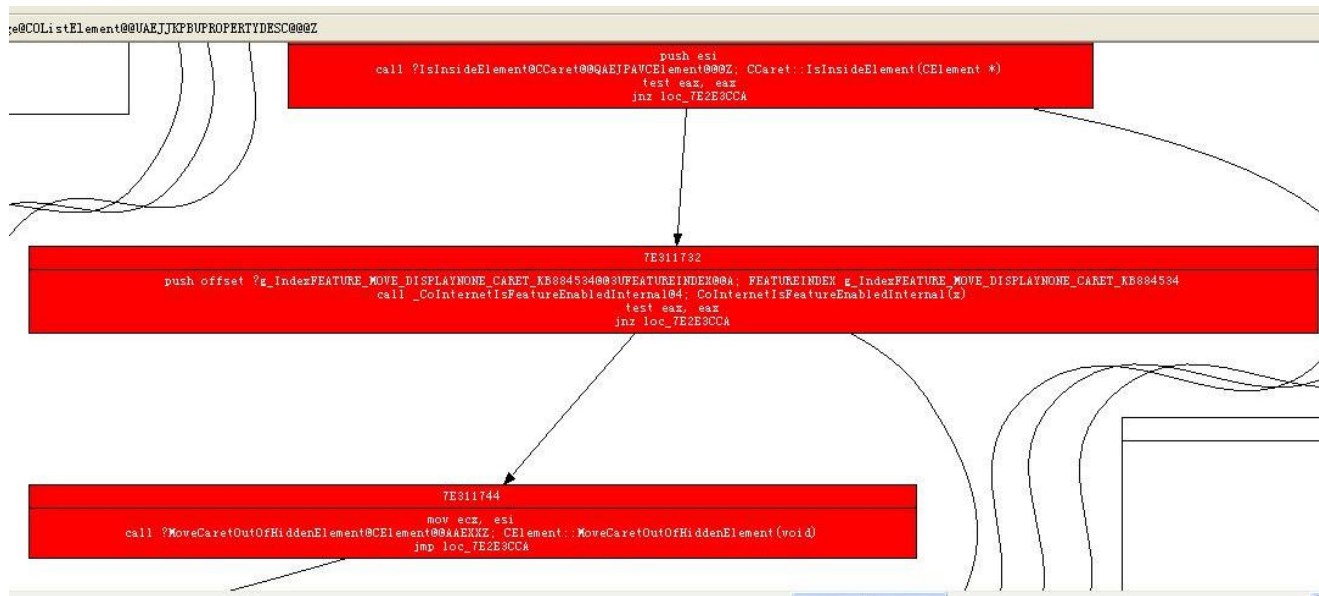 ge@COListElement@@UAEJJKPBUPROPERTYDESC@@@Z
push esi
call ?IsInsideElement@CCaret@@QAEJPAVCElement@@@Z; CCaret::IsInsideElement(CElement *)
test eax, eax
jnz loc_7E2E3CCA
7E311732
push offset ?g_IndexFEATURE_MOVE_DISPLAYNONE_CARET_KB884534@@3VFEATUREINDEX@@A; FEATUREINDEX g_IndexFEATURE_MOVE_DISPLAYNONE_CARET_KB884534
call _CoInternetIsFeatureEnabledInternal@4; CoInternetIsFeatureEnabledInternal(x)
test eax, eax
jnz loc_7E2E3CCA
7E311744
mov ecx, esi
call ?MoveCaretOutOfHiddenElement@CElement@@AAEXXZ; CElement::MoveCaretOutOfHiddenElement(void)
jmp loc_7E2E3CCA